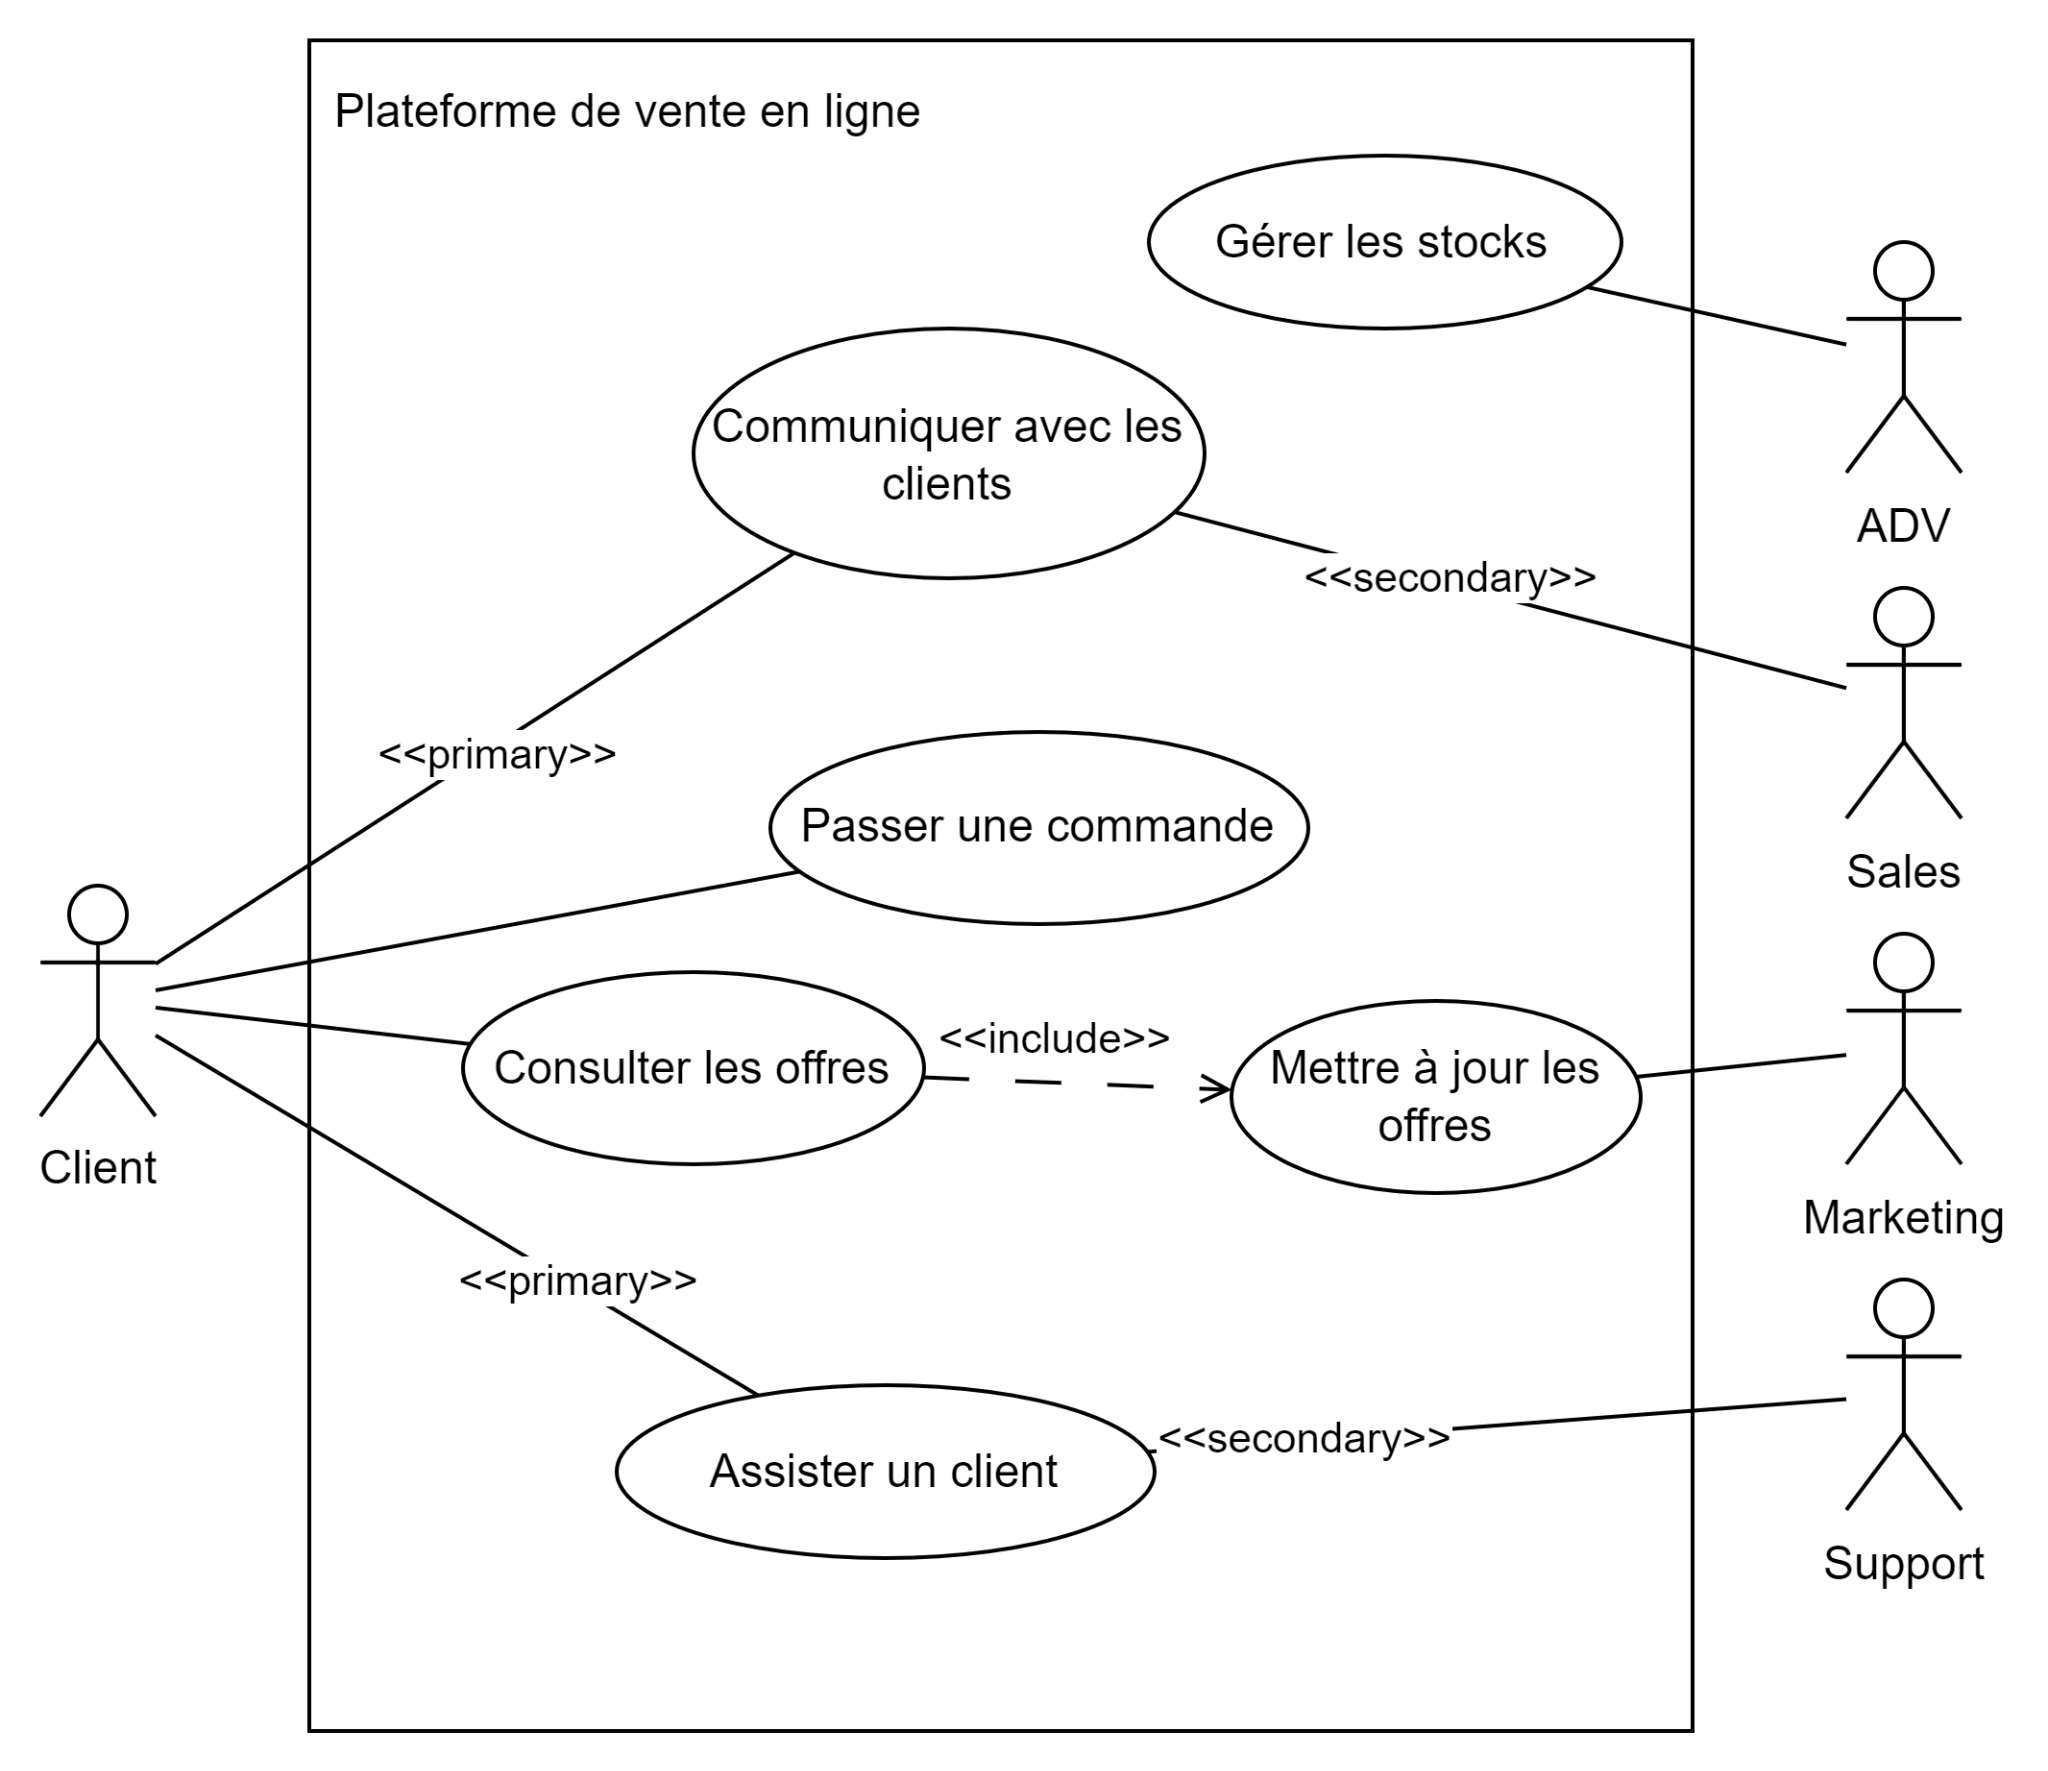 Plateforme de vente en ligne
Gérer les stocks
Communiquer avec les
clients
ADV
<<secondary>>
<<primary>>
Passer une commande
Sales
Consulter les offres
<<include>>
Mettre à jour les
offres
Client
Marketing
<<primary>>
Assister un client
<<secondary>>
Support